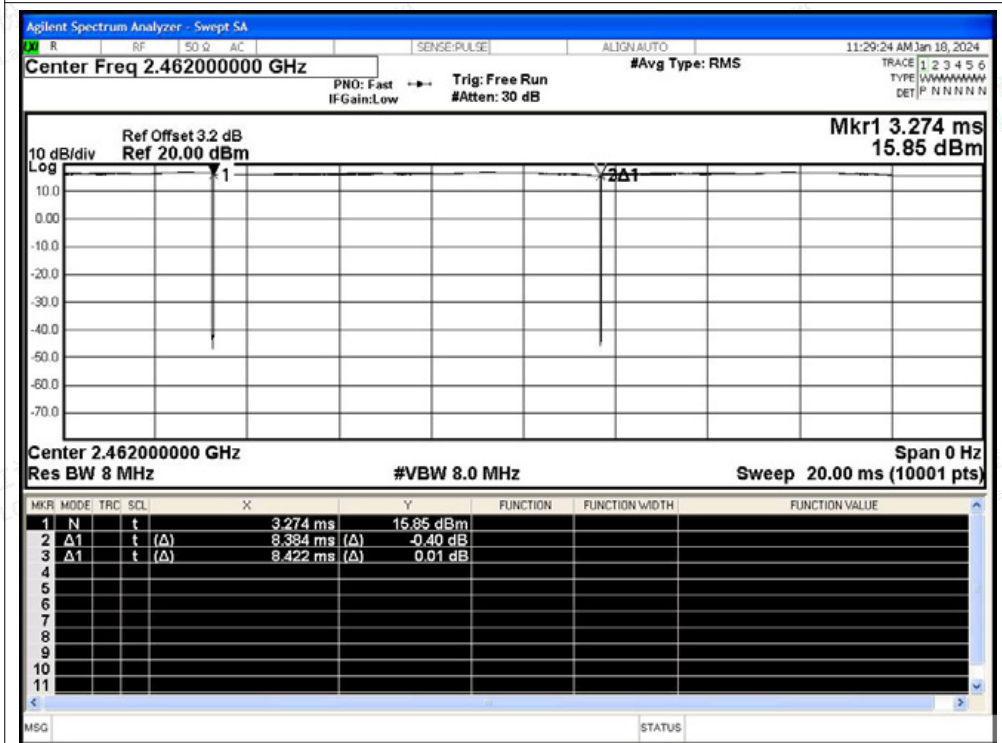 Agilent Spectrum Analyzer - Swept SA
R RF 50 Ω AC SENSE:PULSE ALIGN AUTO 11:29:24 AM Jan 18, 2024
Center Freq 2.462000000 GHz #Avg Type: RMS TRACE 1 2 3 4 5 6
PNO: Fast Trig: Free Run TYPE WWWWWW
IFGain:Low #Atten: 30 dB DET P N N N N N
Mkr1 3.274 ms
Ref Offset 3.2 dB
10 dB/div Ref 20.00 dBm 15.85 dBm
Log
1 2Δ1
10.0
0.00
-10.0
-20.0
-30.0
-40.0
-50.0
-60.0
-70.0
Center 2.462000000 GHz Span 0 Hz
Res BW 8 MHz #VBW 8.0 MHz Sweep 20.00 ms (10001 pts)
MKR MODE TRC SCL X Y FUNCTION FUNCTION WIDTH FUNCTION VALUE
1 N t 3.274 ms 15.85 dBm
2 Δ1 t (Δ) 8.384 ms (Δ) -0.40 dB
3 Δ1 t (Δ) 8.422 ms (Δ) 0.01 dB
4
5
6
7
8
9
10
11
MSG STATUS